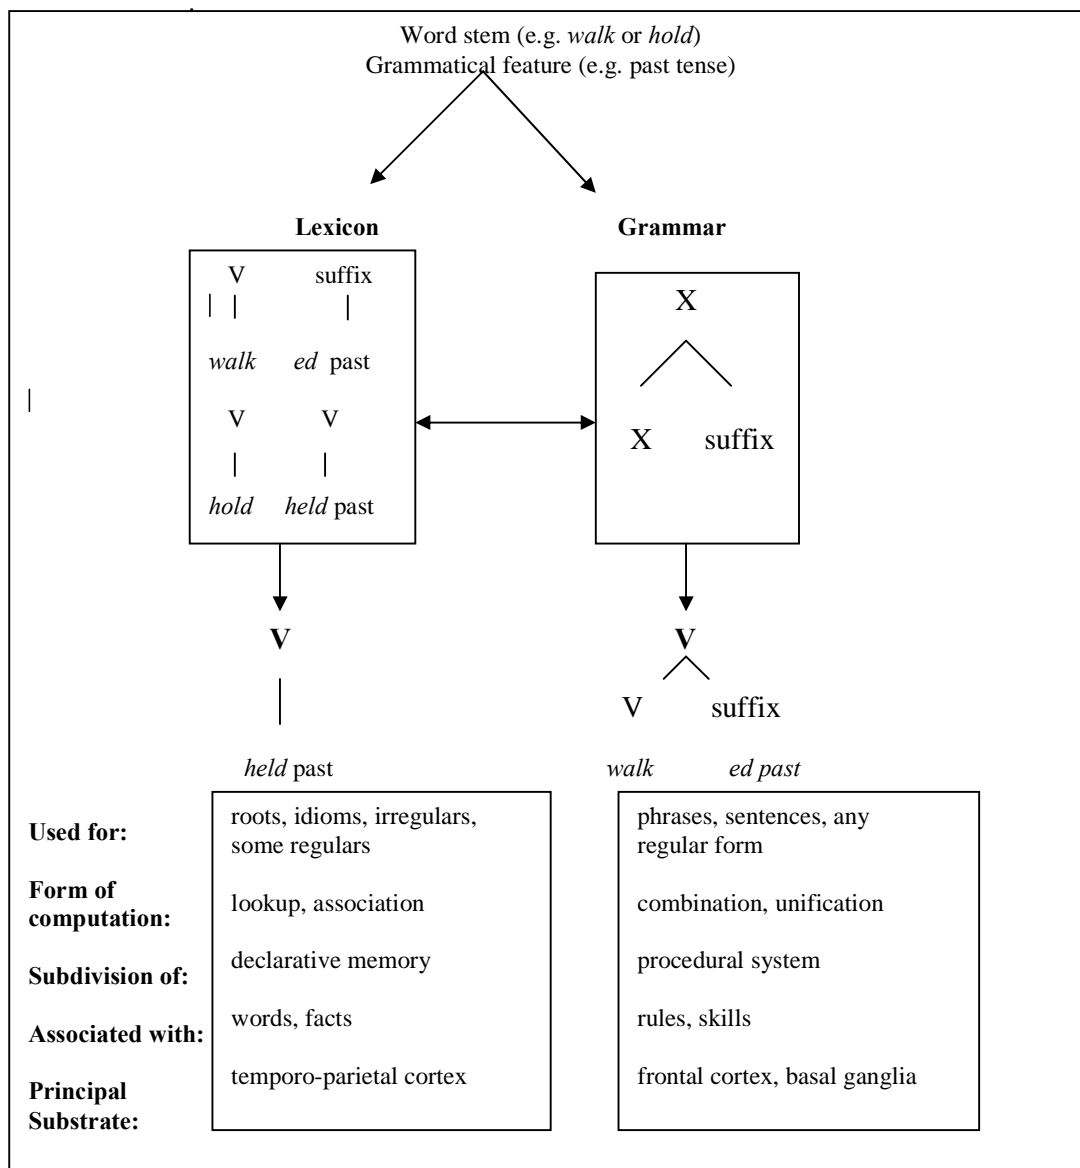 Word stem (e.g. walk or hold)
Grammatical feature (e.g. past tense)
Lexicon
Grammar
V suffix
walk ed past
V V
hold held past
X
X suffix
V
held past
V
V suffix
walk ed past
Used for:
roots, idioms, irregulars,
some regulars
phrases, sentences, any
regular form
Form of
computation:
lookup, association
combination, unification
Subdivision of:
declarative memory
procedural system
Associated with:
words, facts
rules, skills
Principal
Substrate:
temporo-parietal cortex
frontal cortex, basal ganglia